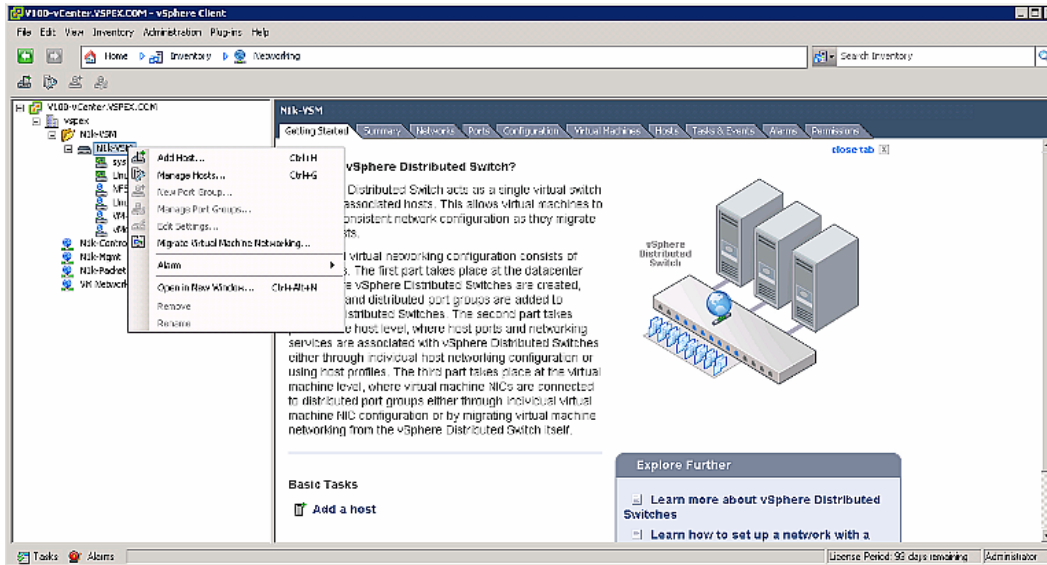 V100-vCenter.VSPEX.COM - vSphere Client
File Edit View Inventory Administration Plug-ins Help
Home Inventory Networking
Search Inventory
V100-vCenter.VSPEX.COM
vspex
N1k-VSM
N1k-VSM
sys
N1k-Contro
N1k-Mgmt
N1k-Packet
VM Network
Add Host... Ctrl+H
Manage Hosts... Ctrl+G
New Port Group...
Manage Port Groups...
Edit Settings...
Migrate Virtual Machine Networking...
Alarm
Open in New Window... Ctrl+Alt+N
Remove
Rename
N1k-VSM
Getting Started Summary Networks Ports Configuration Virtual Machines Hosts Tasks & Events Alarms Permissions
close tab
vSphere Distributed Switch?
Distributed Switch acts as a single virtual switch
associated hosts. This allows virtual machines to
onsistent network configuration as they migrate
virtual networking configuration consists of
The first part takes place at the datacenter
vSphere Distributed Switches are created,
and distributed port groups are added to
istributed Switches. The second part takes
e host level, where host ports and networking
services are associated with vSphere Distributed Switches
either through individual host networking configuration or
using host profiles. The third part takes place at the virtual
machine level, where virtual machine NICs are connected
to distributed port groups either through individual virtual
machine NIC configuration or by migrating virtual machine
networking from the vSphere Distributed Switch itself.
vSphere
Distributed
Switch
Basic Tasks
Add a host
Explore Further
Learn more about vSphere Distributed
Switches
Learn how to set up a network with a
Tasks Alarms
License Period: 93 days remaining Administrator